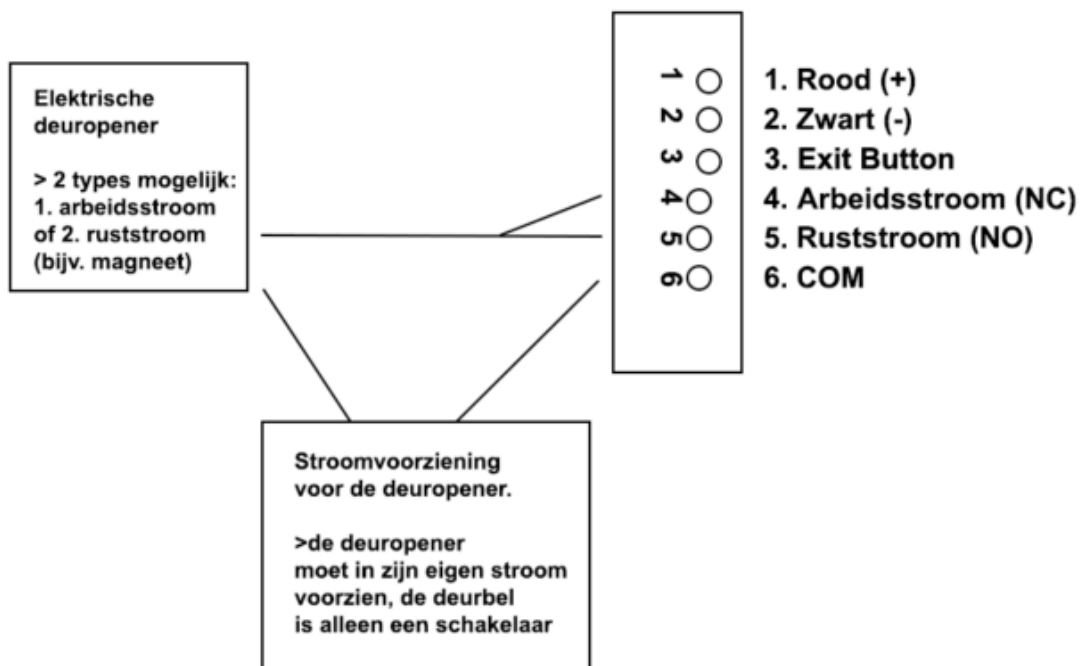 Elektrische
deuropener
> 2 types mogelijk:
1. arbeidsstroom
of 2. ruststroom
(bijv. magneet)
1
2
3
4
5
6
1. Rood (+)
2. Zwart (-)
3. Exit Button
4. Arbeidsstroom (NC)
5. Ruststroom (NO)
6. COM
Stroomvoorziening
voor de deuropener.
>de deuropener
moet in zijn eigen stroom
voorzien, de deurbel
is alleen een schakelaar